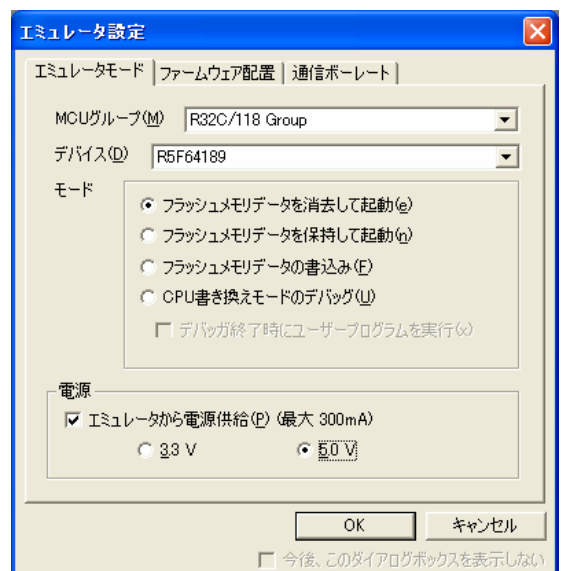 エミュレータ設定
エミュレータモード ファームウェア配置 通信ボーレート
MCUグループ(M) R32C/118 Group
デバイス(D) R5F64189
モード
フラッシュメモリデータを消去して起動(e)
フラッシュメモリデータを保持して起動(n)
フラッシュメモリデータの書込み(F)
CPU書き換えモードのデバッグ(U)
デバッガ終了時にユーザープログラムを実行(x)
電源
エミュレータから電源供給(P) (最大 300mA)
3.3 V 5.0 V
OK キャンセル
今後、このダイアログボックスを表示しない